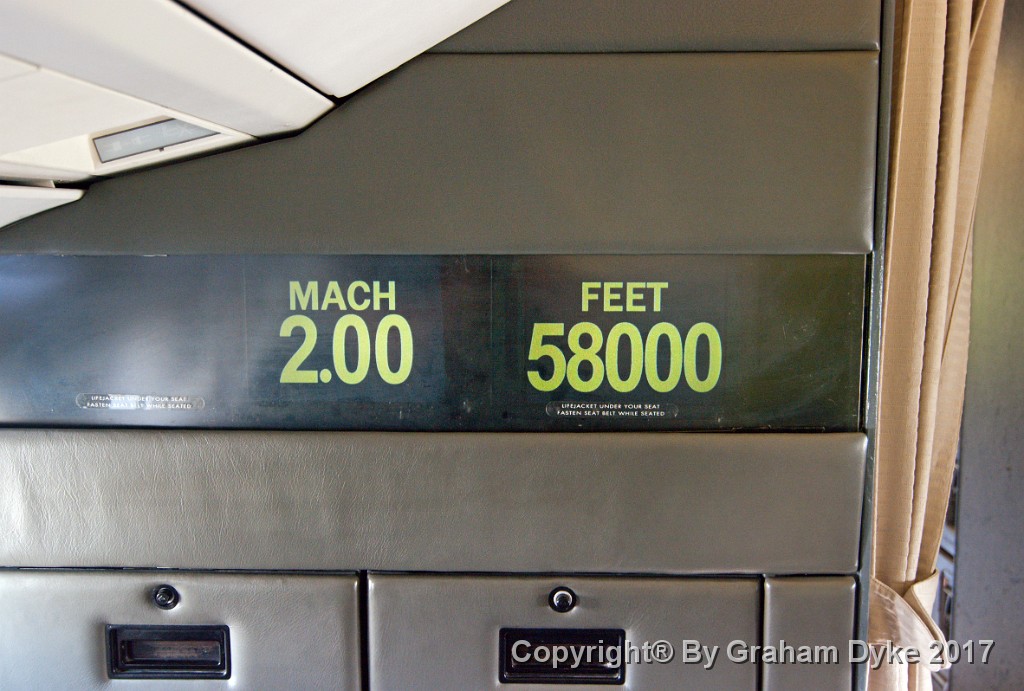 MACH
2.00
FEET
58000
LIFEJACKET UNDER YOUR SEAT
FASTEN SEAT BELT WHILE SEATED
LIFEJACKET UNDER YOUR SEAT
FASTEN SEAT BELT WHILE SEATED
Copyright® By Graham Dyke 2017